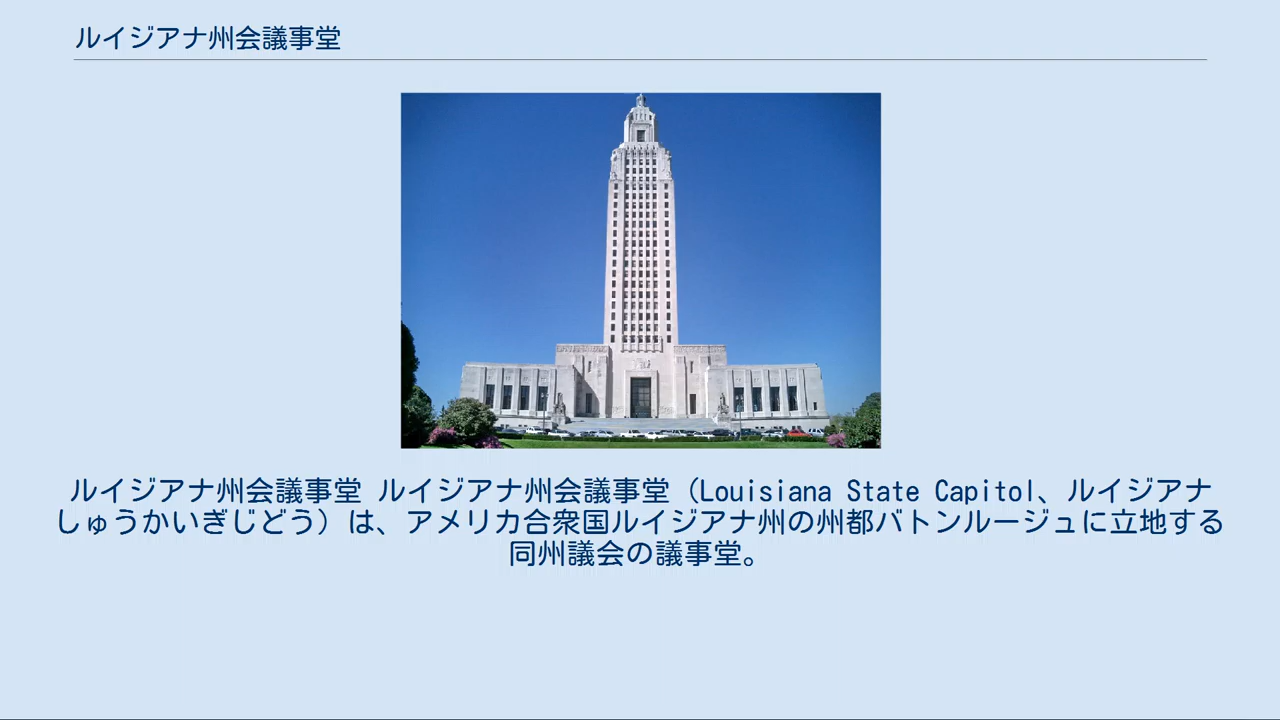 ルイジアナ州会議事堂
ルイジアナ州会議事堂 ルイジアナ州会議事堂（Louisiana State Capitol、ルイジアナ
しゅうかいぎじどう）は、アメリカ合衆国ルイジアナ州の州都バトンルージュに立地する
同州議会の議事堂。